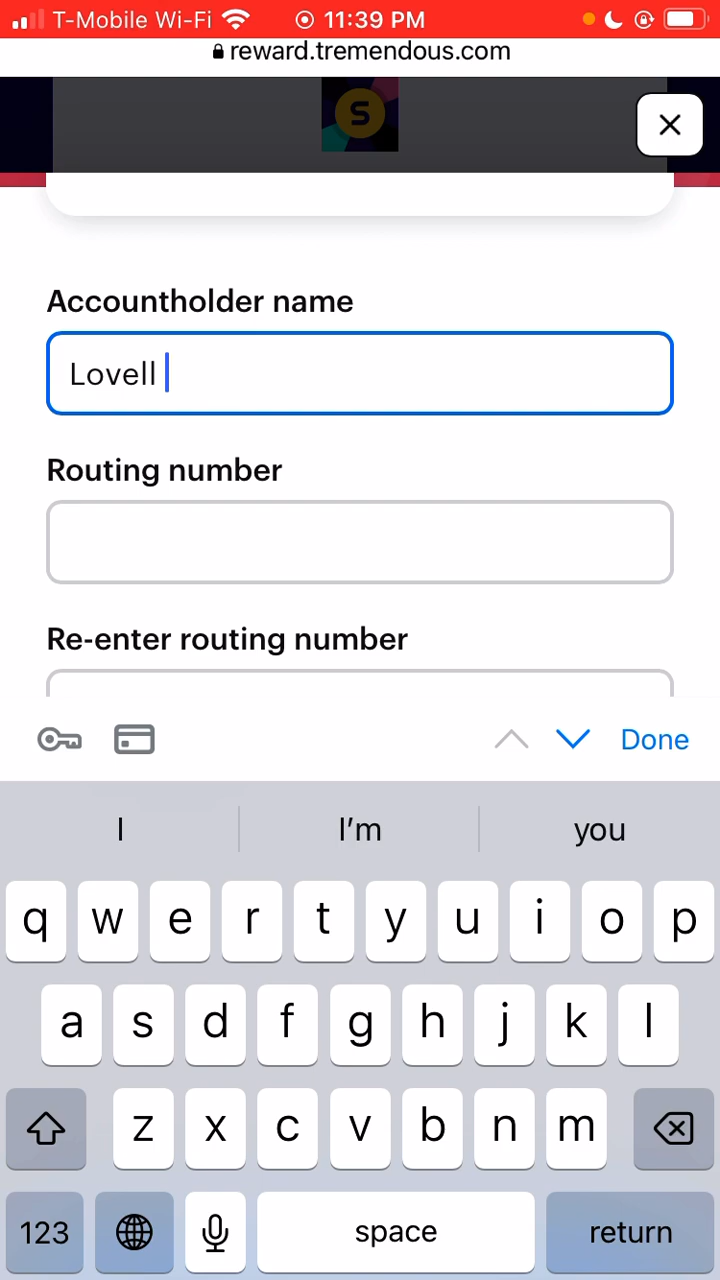 T-Mobile Wi-Fi 11:39 PM
reward.tremendous.com
S
Accountholder name
Lovell
Routing number
Re-enter routing number
Done
I I'm you
q w e r t y u i o p
a s d f g h j k l
z x c v b n m
123 space return